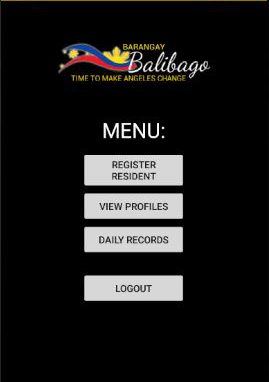 BARANGAY
Balibago
TIME TO MAKE ANGELES CHANGE
MENU:
REGISTER
RESIDENT
VIEW PROFILES
DAILY RECORDS
LOGOUT